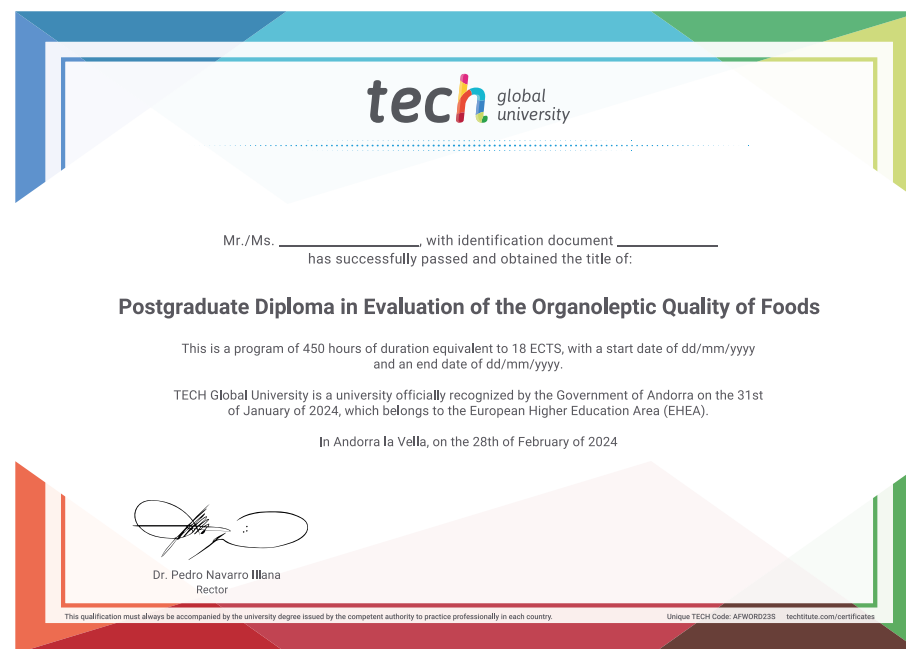 tech global university
Mr./Ms. ____________, with identification document ____________
has successfully passed and obtained the title of:
Postgraduate Diploma in Evaluation of the Organoleptic Quality of Foods
This is a program of 450 hours of duration equivalent to 18 ECTS, with a start date of dd/mm/yyyy
and an end date of dd/mm/yyyy.
TECH Global University is a university officially recognized by the Government of Andorra on the 31st
of January of 2024, which belongs to the European Higher Education Area (EHEA).
In Andorra la Vella, on the 28th of February of 2024
Dr. Pedro Navarro Illana
Rector
This qualification must always be accompanied by the university degree issued by the competent authority to practice professionally in each country.
Unique TECH Code: AFWORD23S techtitute.com/certificates